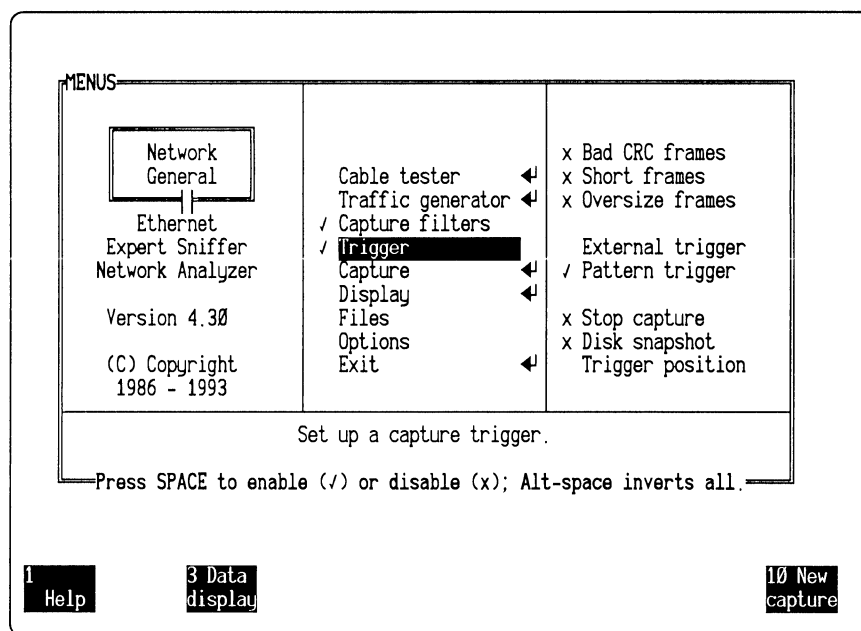 MENUS
Network
General
Ethernet
Expert Sniffer
Network Analyzer
Version 4.30
(C) Copyright
1986 - 1993
Cable tester
Traffic generator
√ Capture filters
√ Trigger
Capture
Display
Files
Options
Exit
x Bad CRC frames
x Short frames
x Oversize frames
External trigger
√ Pattern trigger
x Stop capture
x Disk snapshot
Trigger position
Set up a capture trigger.
Press SPACE to enable (√) or disable (x); Alt-space inverts all.
1
Help
3 Data
display
10 New
capture